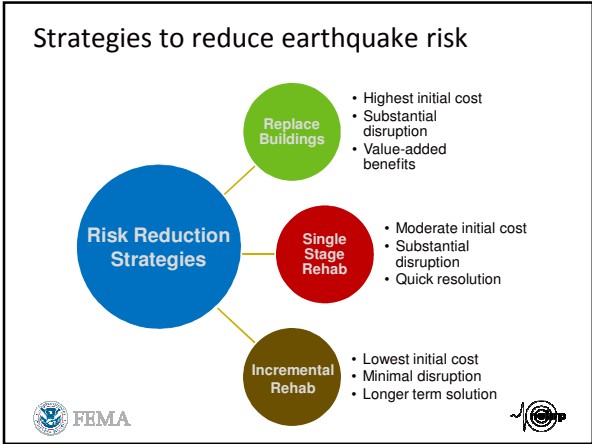 Strategies to reduce earthquake risk
Replace
Buildings
• Highest initial cost
• Substantial
disruption
• Value-added
benefits
Risk Reduction
Strategies
Single
Stage
Rehab
• Moderate initial cost
• Substantial
disruption
• Quick resolution
Incremental
Rehab
• Lowest initial cost
• Minimal disruption
• Longer term solution
FEMA